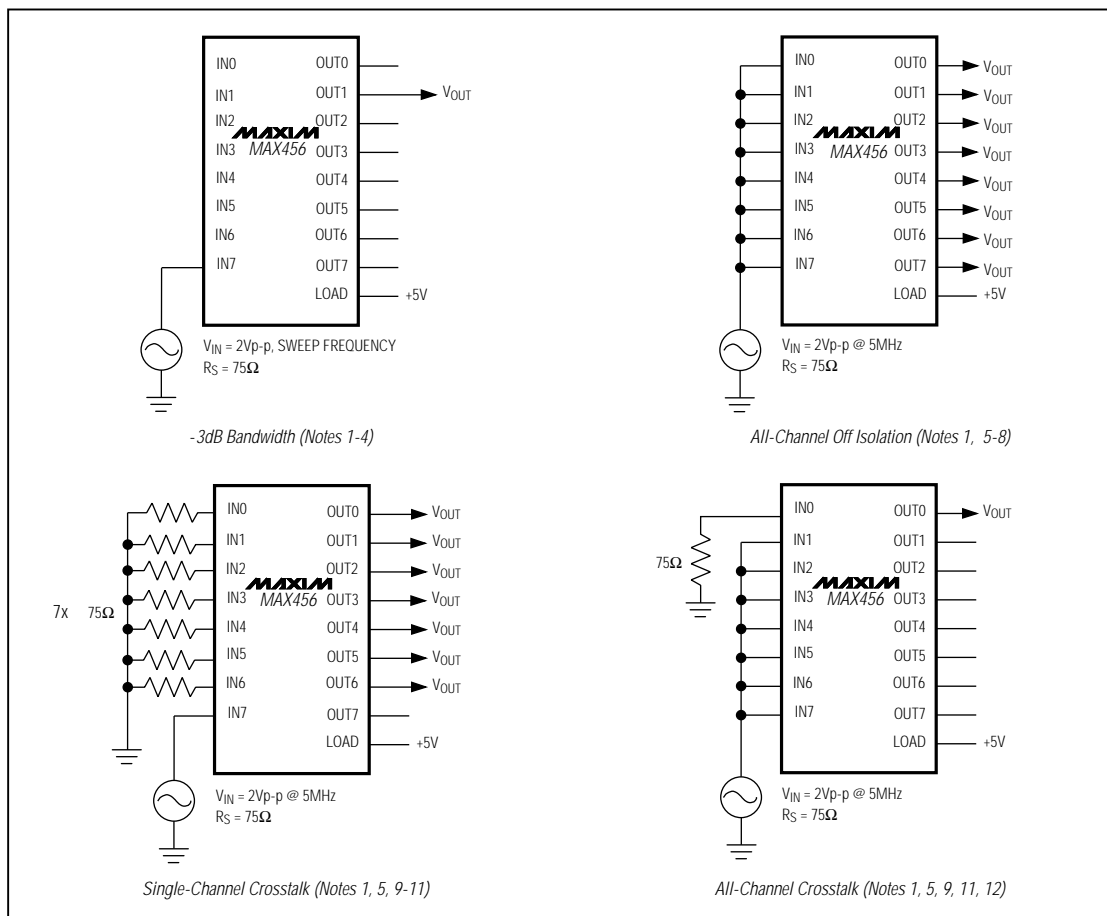 IN0 OUT0
IN1 OUT1 VOUT
IN2 OUT2
MAXIM
IN3 MAX456 OUT3
IN4 OUT4
IN5 OUT5
IN6 OUT6
IN7 OUT7
LOAD +5V
VIN = 2Vp-p, SWEEP FREQUENCY
RS = 75Ω
-3dB Bandwidth (Notes 1-4)
IN0 OUT0 VOUT
IN1 OUT1 VOUT
IN2 OUT2 VOUT
MAXIM
IN3 MAX456 OUT3 VOUT
IN4 OUT4 VOUT
IN5 OUT5 VOUT
IN6 OUT6 VOUT
IN7 OUT7 VOUT
LOAD +5V
VIN = 2Vp-p @ 5MHz
RS = 75Ω
All-Channel Off Isolation (Notes 1, 5-8)
IN0 OUT0 VOUT
IN1 OUT1 VOUT
IN2 OUT2 VOUT
MAXIM
7x 75Ω IN3 MAX456 OUT3 VOUT
IN4 OUT4 VOUT
IN5 OUT5 VOUT
IN6 OUT6 VOUT
IN7 OUT7
LOAD +5V
VIN = 2Vp-p @ 5MHz
RS = 75Ω
Single-Channel Crosstalk (Notes 1, 5, 9-11)
IN0 OUT0 VOUT
IN1 OUT1
75Ω IN2 OUT2
MAXIM
IN3 MAX456 OUT3
IN4 OUT4
IN5 OUT5
IN6 OUT6
IN7 OUT7
LOAD +5V
VIN = 2Vp-p @ 5MHz
RS = 75Ω
All-Channel Crosstalk (Notes 1, 5, 9, 11, 12)